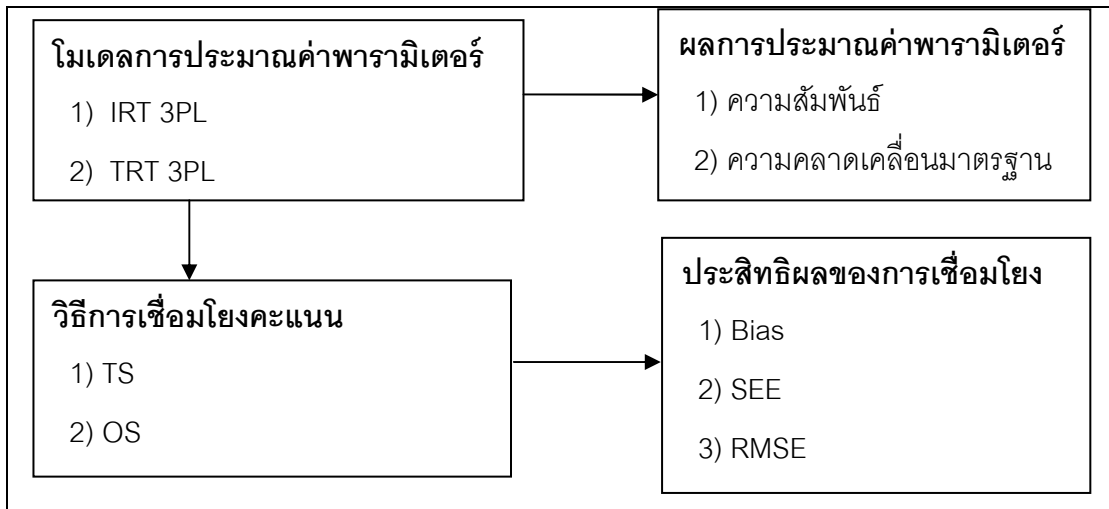 โมเดลการประมาณค่าพารามิเตอร์
1) IRT 3PL
2) TRT 3PL
ผลการประมาณค่าพารามิเตอร์
1) ความสัมพันธ์
2) ความคลาดเคลื่อนมาตรฐาน
วิธีการเชื่อมโยงคะแนน
1) TS
2) OS
ประสิทธิผลของการเชื่อมโยง
1) Bias
2) SEE
3) RMSE